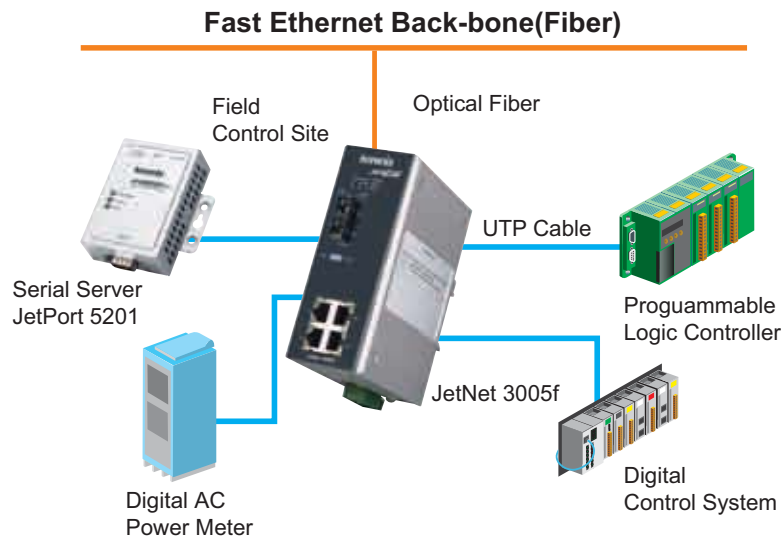 Fast Ethernet Back-bone(Fiber)
Field
Control Site
Optical Fiber
UTP Cable
Serial Server
JetPort 5201
Proguammable
Logic Controller
JetNet 3005f
Digital AC
Power Meter
Digital
Control System